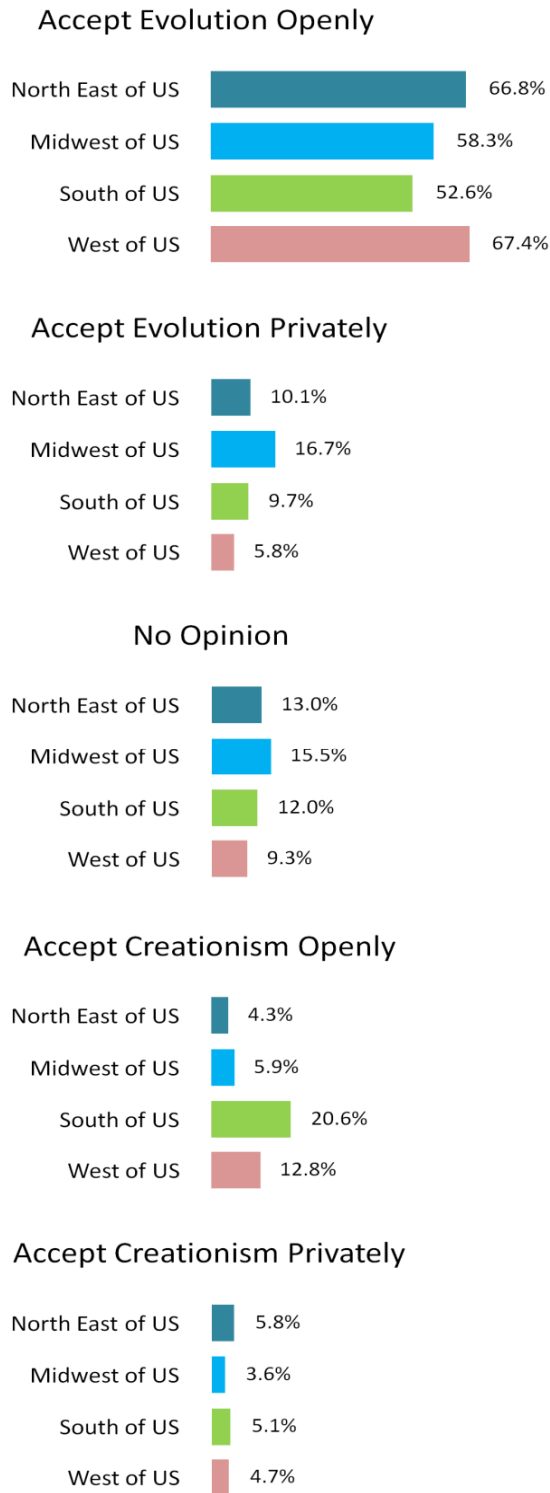 Accept Evolution Openly
North East of US 66.8%
Midwest of US 58.3%
South of US 52.6%
West of US 67.4%
Accept Evolution Privately
North East of US 10.1%
Midwest of US 16.7%
South of US 9.7%
West of US 5.8%
No Opinion
North East of US 13.0%
Midwest of US 15.5%
South of US 12.0%
West of US 9.3%
Accept Creationism Openly
North East of US 4.3%
Midwest of US 5.9%
South of US 20.6%
West of US 12.8%
Accept Creationism Privately
North East of US 5.8%
Midwest of US 3.6%
South of US 5.1%
West of US 4.7%